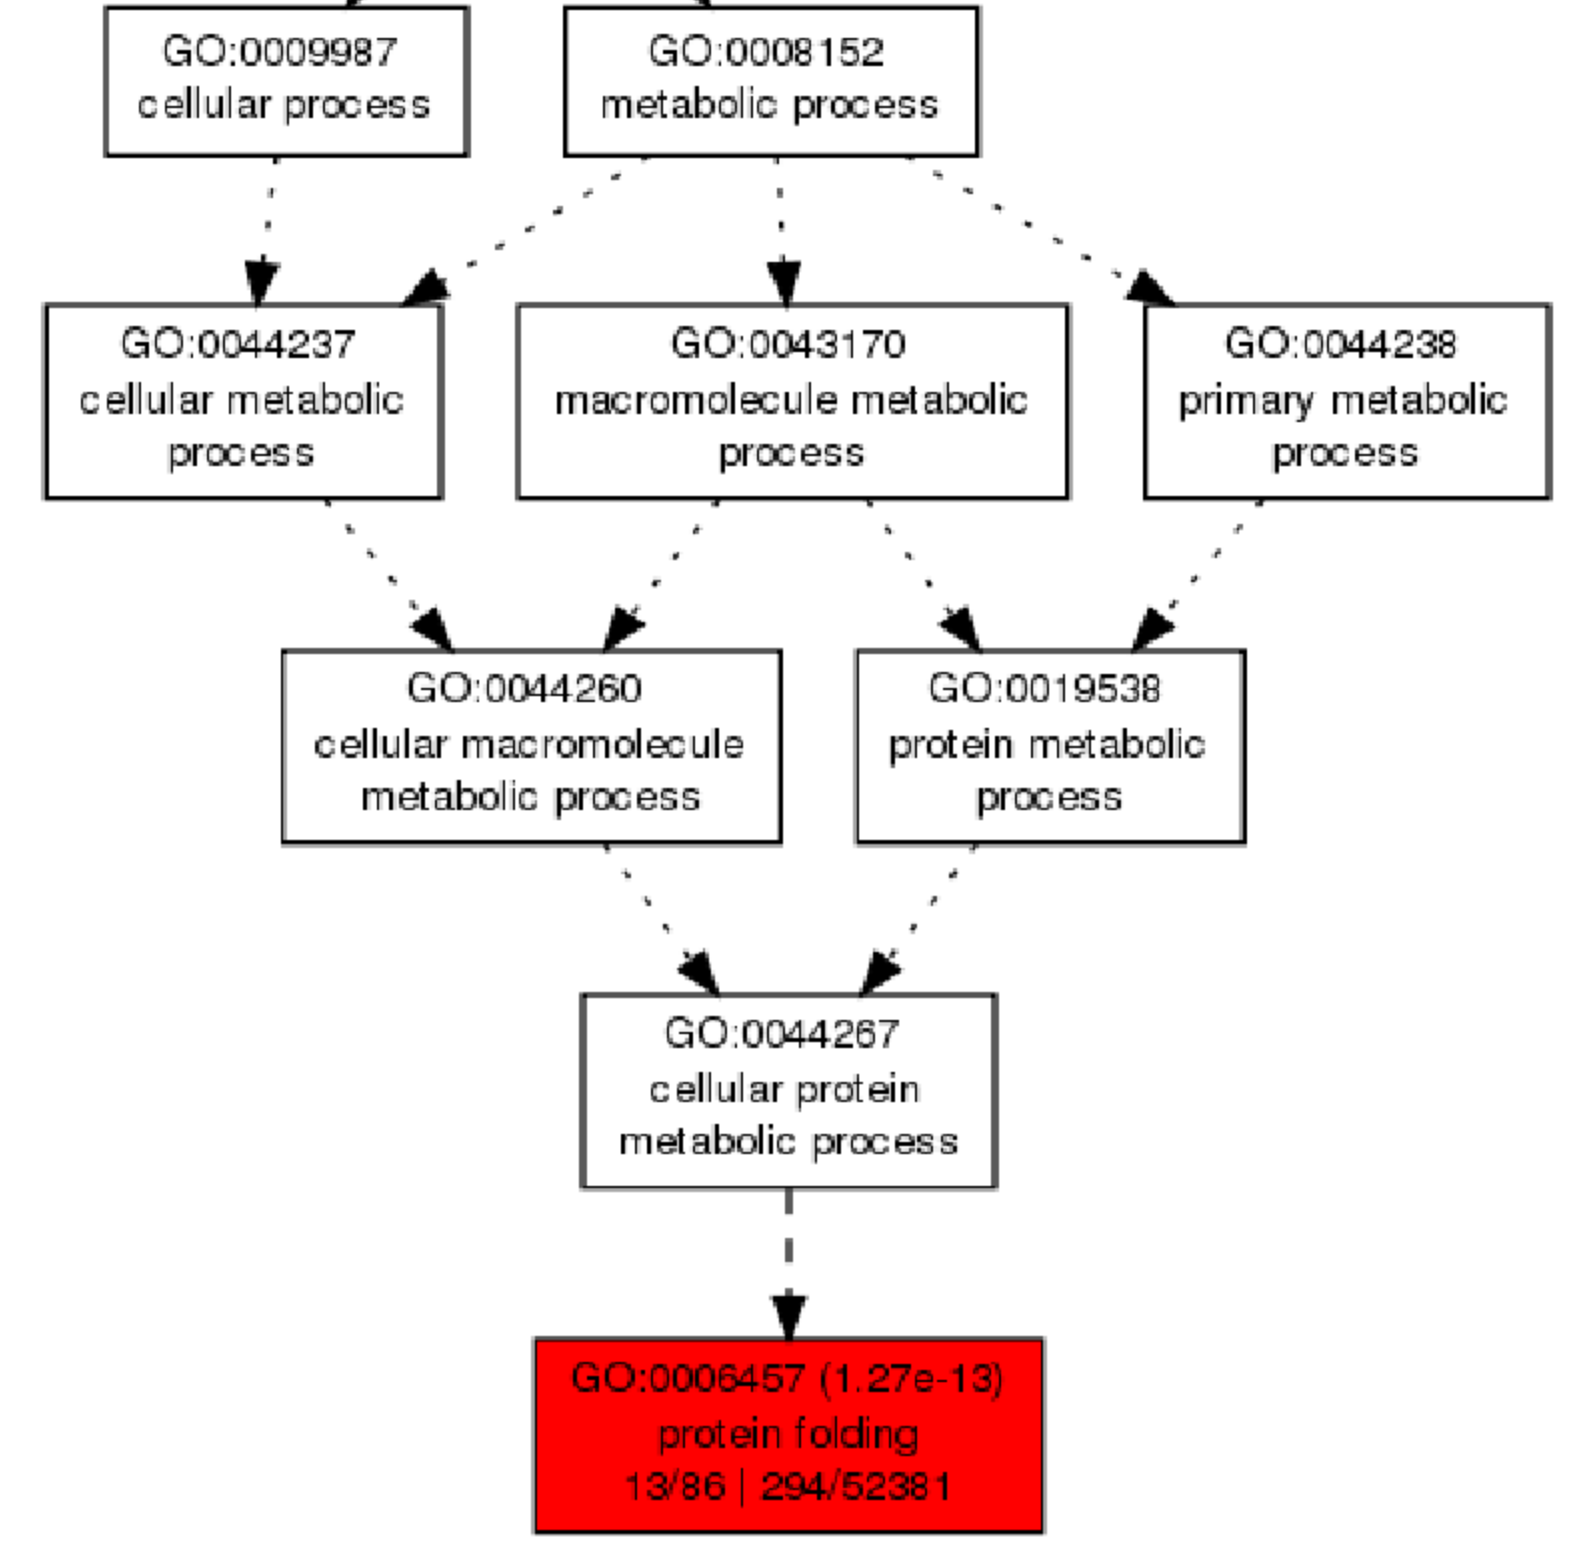 GO:0009987
cellular process
GO:0008152
metabolic process
GO:0044237
cellular metabolic
process
GO:0043170
macromolecule metabolic
process
GO:0044238
primary metabolic
process
GO:0044260
cellular macromolecule
metabolic process
GO:0019538
protein metabolic
process
GO:0044267
cellular protein
metabolic process
GO:0006457 (1.27e-13)
protein folding
13/86 | 294/52381